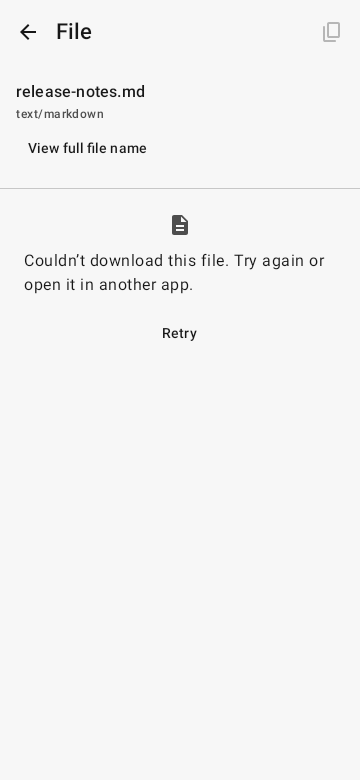 File
release-notes.md
text/markdown
View full file name
Couldn’t download this file. Try again or
open it in another app.
Retry